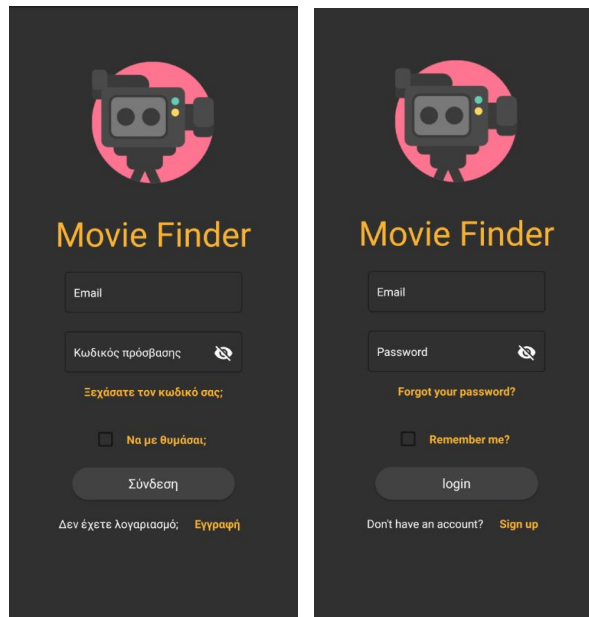 Movie Finder
Email
Κωδικός πρόσβασης
Ξεχάσατε τον κωδικό σας;
Να με θυμάσαι;
Σύνδεση
Δεν έχετε λογαριασμό; Εγγραφή
Movie Finder
Email
Password
Forgot your password?
Remember me?
login
Don't have an account? Sign up